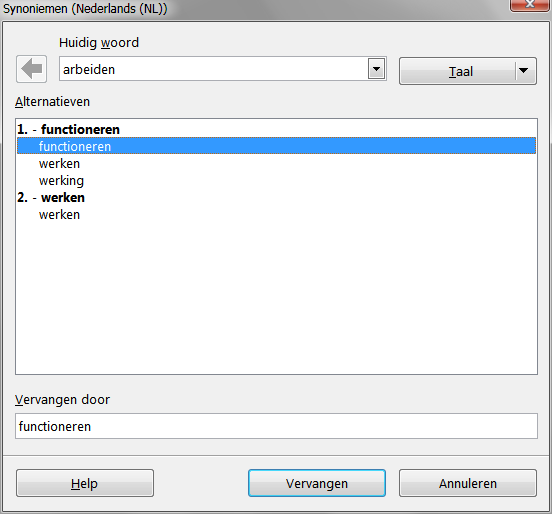 Synoniemen (Nederlands (NL))
Huidig woord
arbeiden
Taal
Alternatieven
1. - functioneren
functioneren
werken
werking
2. - werken
werken
Vervangen door
functioneren
Help Vervangen Annuleren